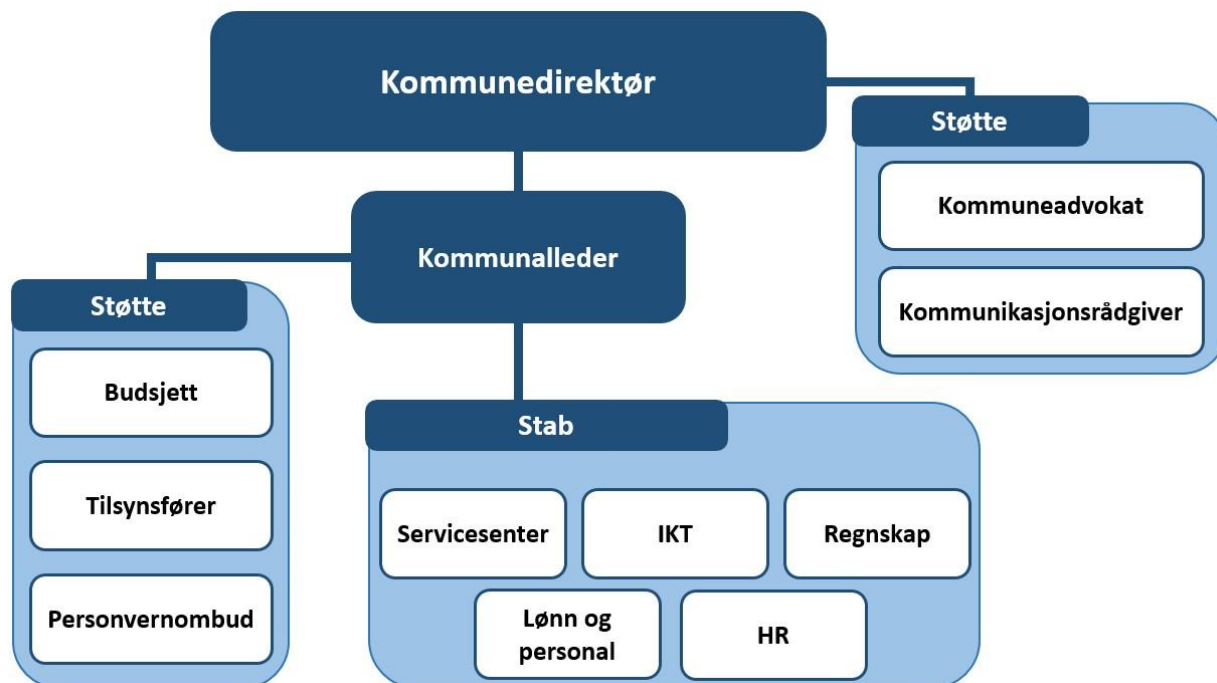 Kommunedirektør
Støtte
Kommuneadvokat
Kommunikasjonsrådgiver
Kommunalleder
Støtte
Budsjett
Tilsynsfører
Personvernombud
Stab
Servicesenter
IKT
Regnskap
Lønn og
personal
HR